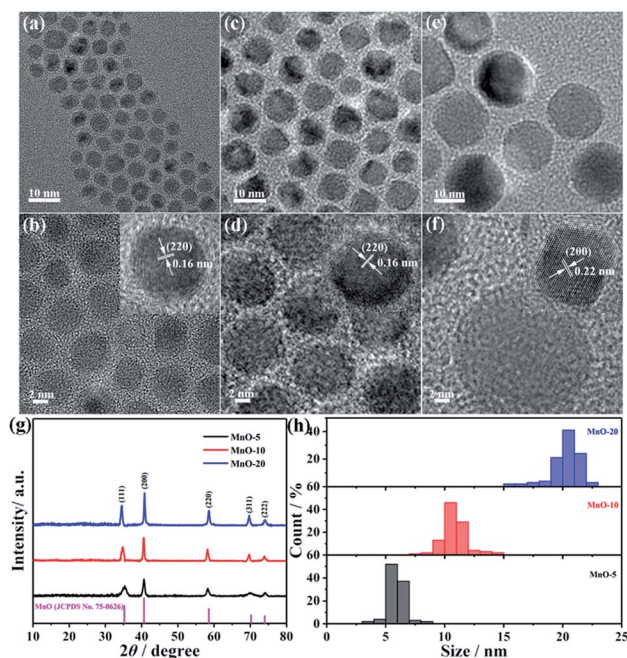 (a)
(c)
(e)
10 nm
10 nm
10 nm
(b)
(220)
0.16 nm
2 nm
(d)
(220)
0.16 nm
2 nm
(f)
(200)
0.22 nm
2 nm
(g)
MnO-5
MnO-10
MnO-20
(111)
(200)
(220)
(311)
(222)
MnO (JCPDS No. 75-0626)
Intensity/ a.u.
10 20 30 40 50 60 70 80
2θ / degree
(h)
MnO-20
40
20
60
MnO-10
40
20
60
MnO-5
40
20
0
Count / %
0 5 10 15 20 25
Size / nm